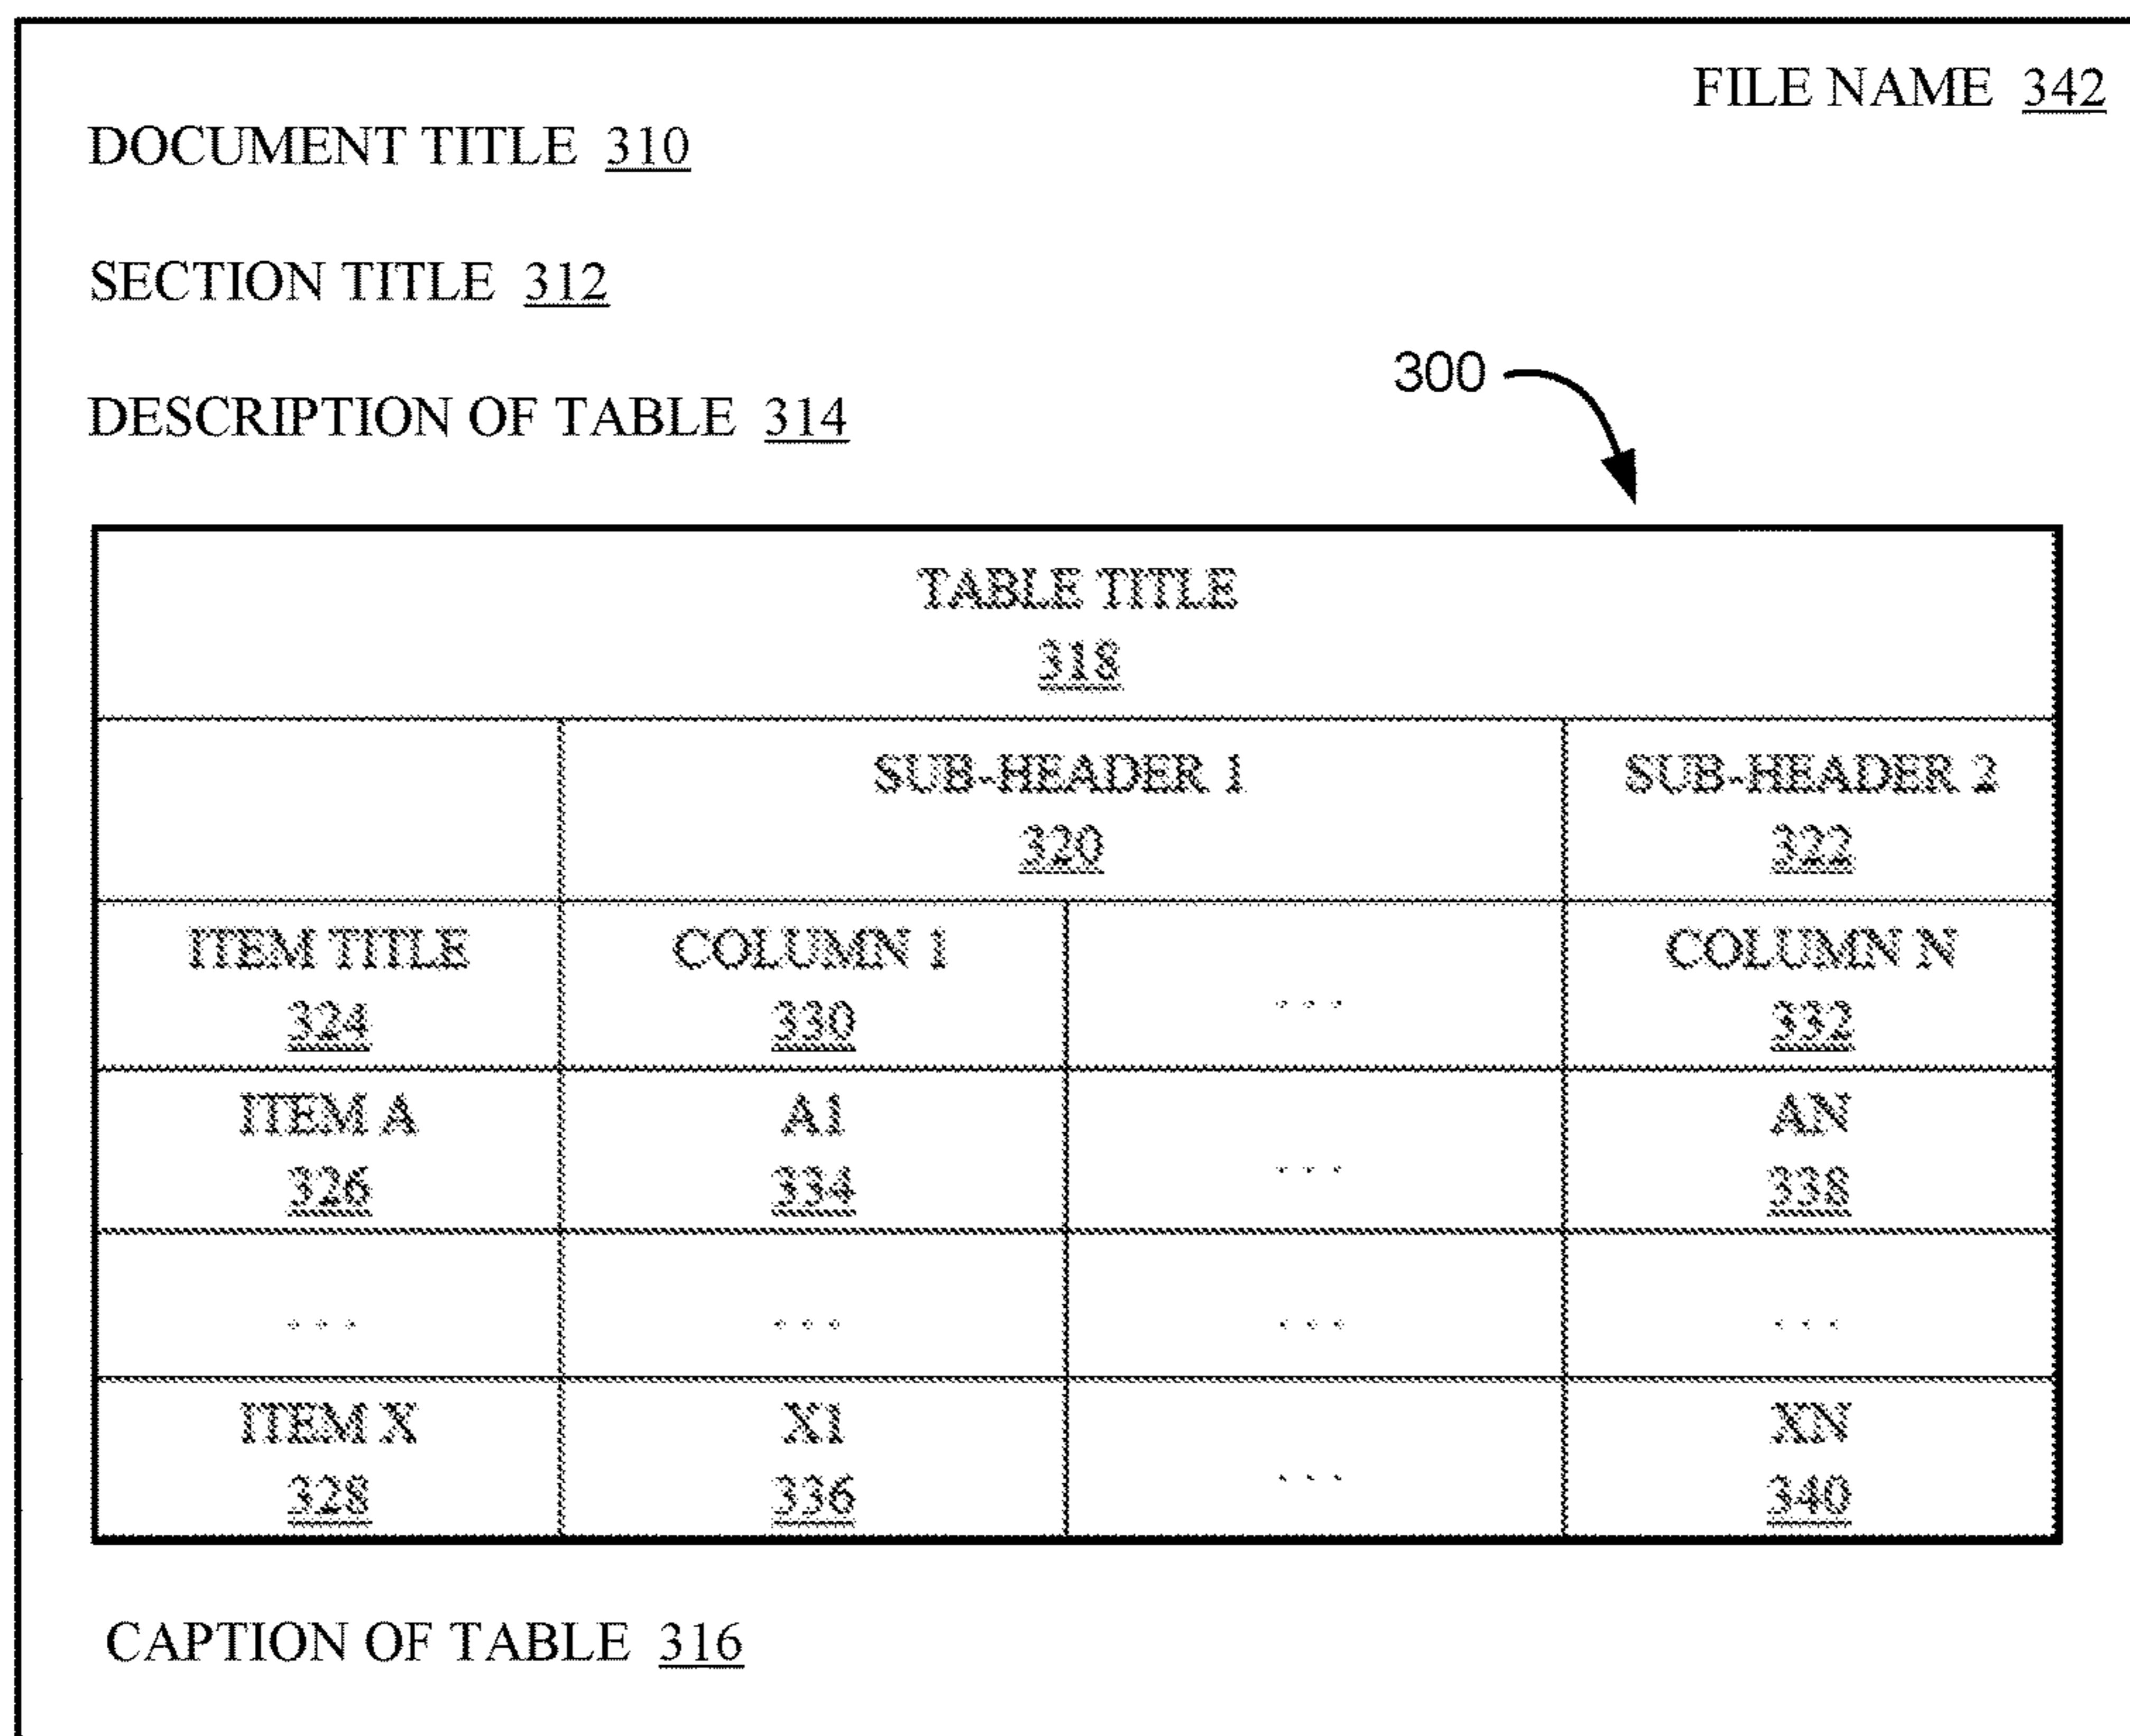 FILE NAME 342
DOCUMENT TITLE 310
SECTION TITLE 312
300
DESCRIPTION OF TABLE 314
TABLE TITLE
318
SUB-HEADER 1 SUB-HEADER 2
320 322
ITEM TITLE COLUMN 1 ... COLUMN N
324 330 332
ITEM A A1 ... AN
326 334 338
... ... ... ...
ITEM X X1 ... XN
328 336 340
CAPTION OF TABLE 316